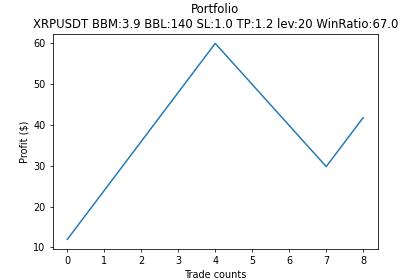 Portfolio
XRPUSDT BBM:3.9 BBL:140 SL:1.0 TP:1.2 lev:20 WinRatio:67.0
60
50
40
30
20
10
Profit ($)
0 1 2 3 4 5 6 7 8
Trade counts